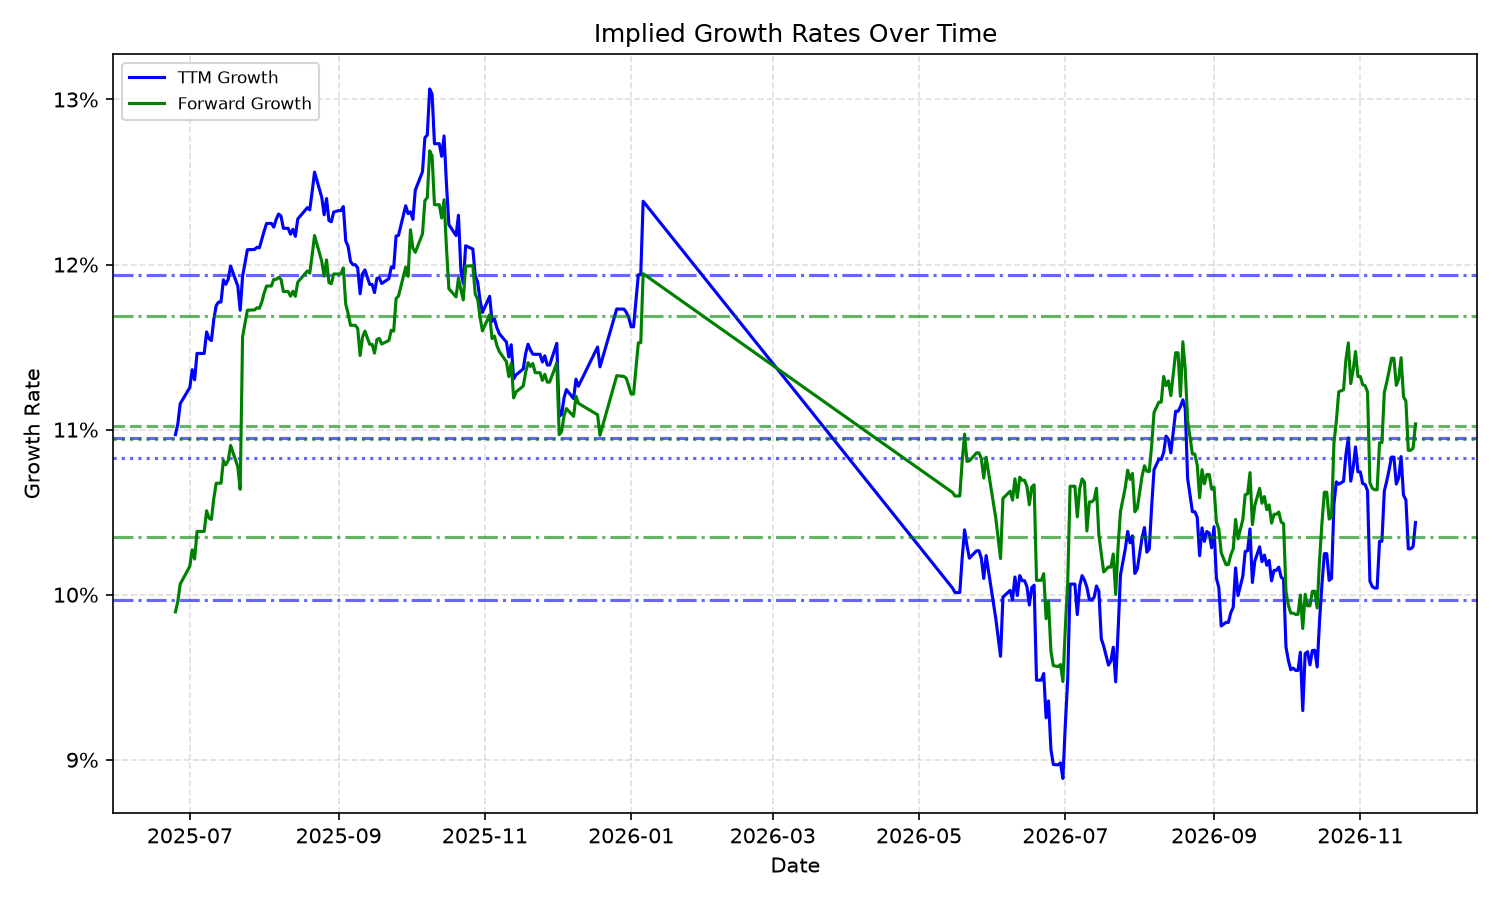 Implied Growth Rates Over Time
TTM Growth
Forward Growth
13%
12%
11%
10%
9%
Growth Rate
2025-07
2025-09
2025-11
2026-01
2026-03
2026-05
2026-07
2026-09
2026-11
Date